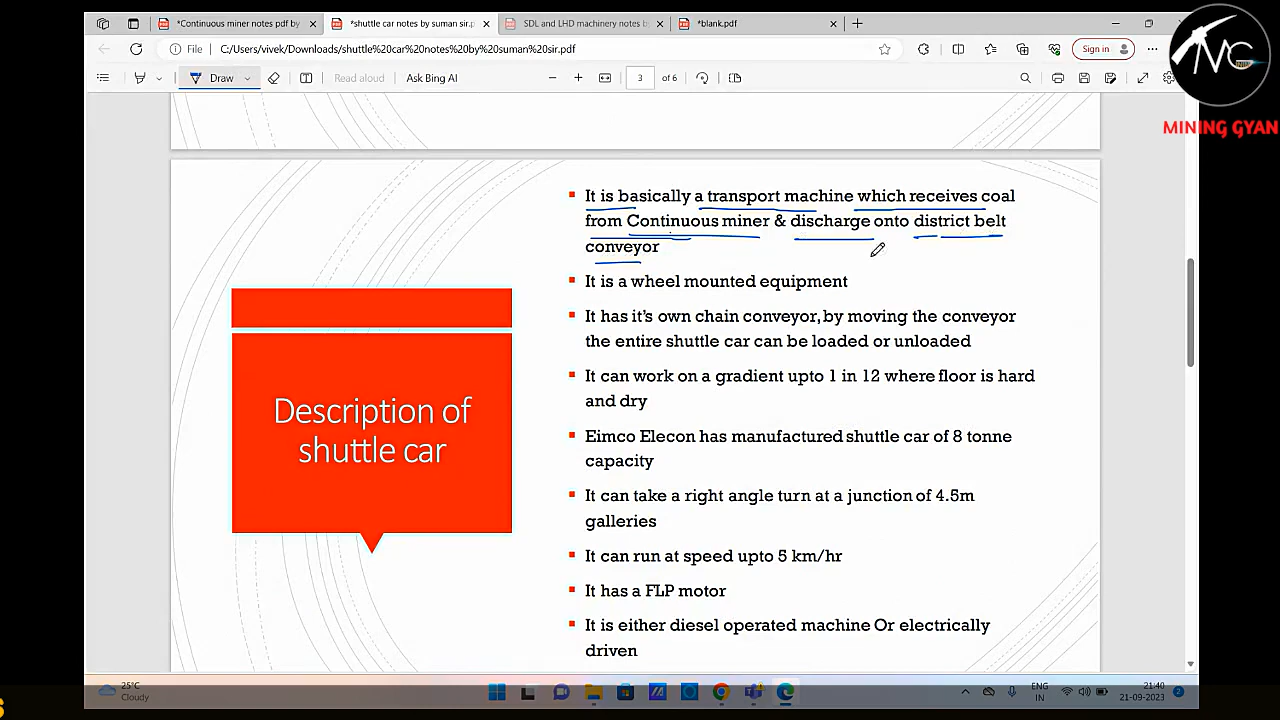 *Continuous miner notes pdf by
*shuttle car notes by suman sir.p
SDL and LHD machinery notes b
*blank.pdf
File
C:/Users/vivek/Downloads/shuttle%20car%20notes%20by%20suman%20sir.pdf
Sign in
Draw
Read aloud
Ask Bing AI
3
of 6
MC
MINING GYAN
It is basically a transport machine which receives coal
from Continuous miner & discharge onto district belt
conveyor
It is a wheel mounted equipment
It has it's own chain conveyor, by moving the conveyor
the entire shuttle car can be loaded or unloaded
It can work on a gradient upto 1 in 12 where floor is hard
and dry
Eimco Elecon has manufactured shuttle car of 8 tonne
capacity
It can take a right angle turn at a junction of 4.5m
galleries
It can run at speed upto 5 km/hr
It has a FLP motor
It is either diesel operated machine Or electrically
driven
Description of
shuttle car
25°C
Cloudy
ENG
IN
21:40
21-09-2023
2